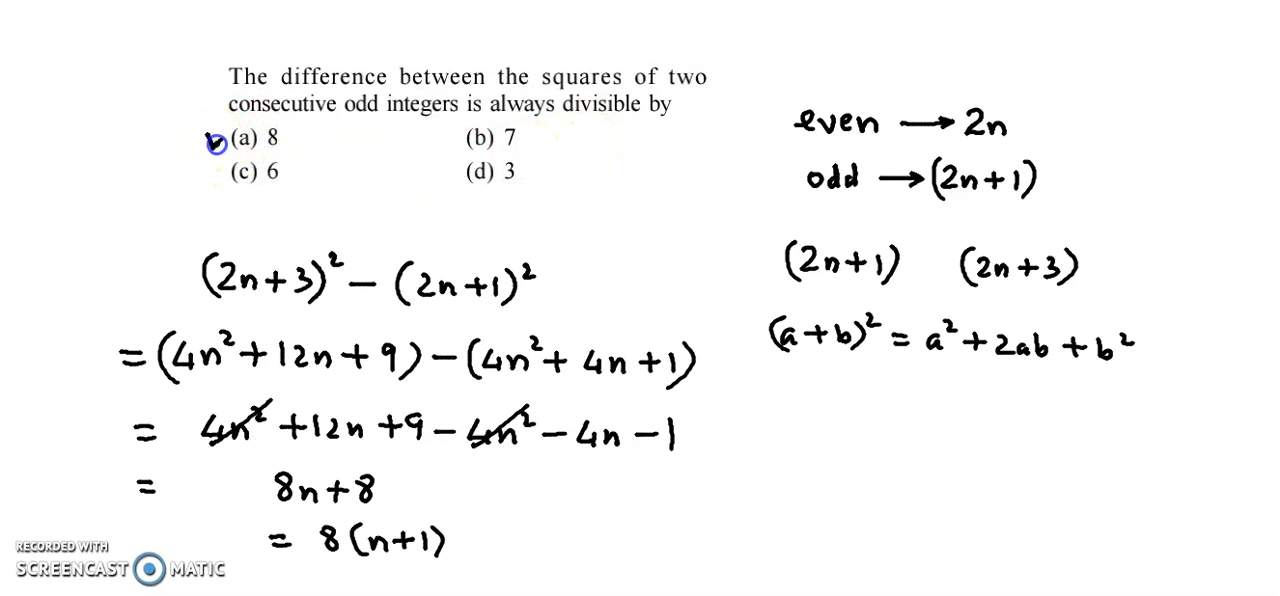 The difference between the squares of two
consecutive odd integers is always divisible by
(a) 8 (b) 7
(c) 6 (d) 3
even → 2n
odd → (2n+1)
(2n+1) (2n+3)
(a+b)² = a² + 2ab + b²
(2n+3)² − (2n+1)²
= (4n² + 12n + 9) − (4n² + 4n + 1)
= 4n² + 12n + 9 − 4n² − 4n − 1
= 8n + 8
= 8(n+1)
RECORDED WITH
SCREENCAST MATIC